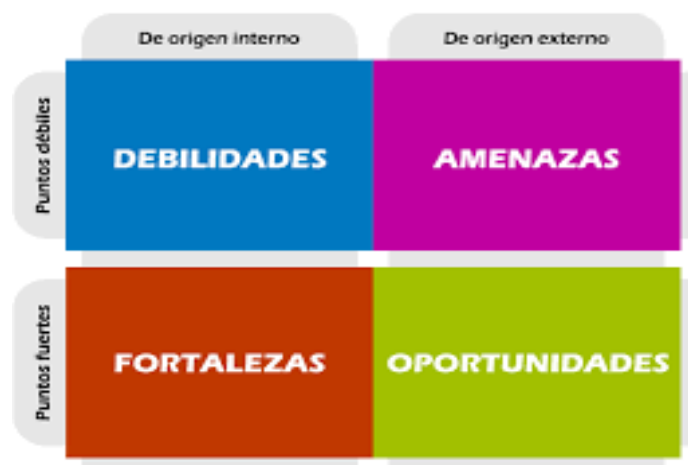 De origen interno
De origen externo
Puntos débiles
DEBILIDADES
AMENAZAS
Puntos fuertes
FORTALEZAS
OPORTUNIDADES